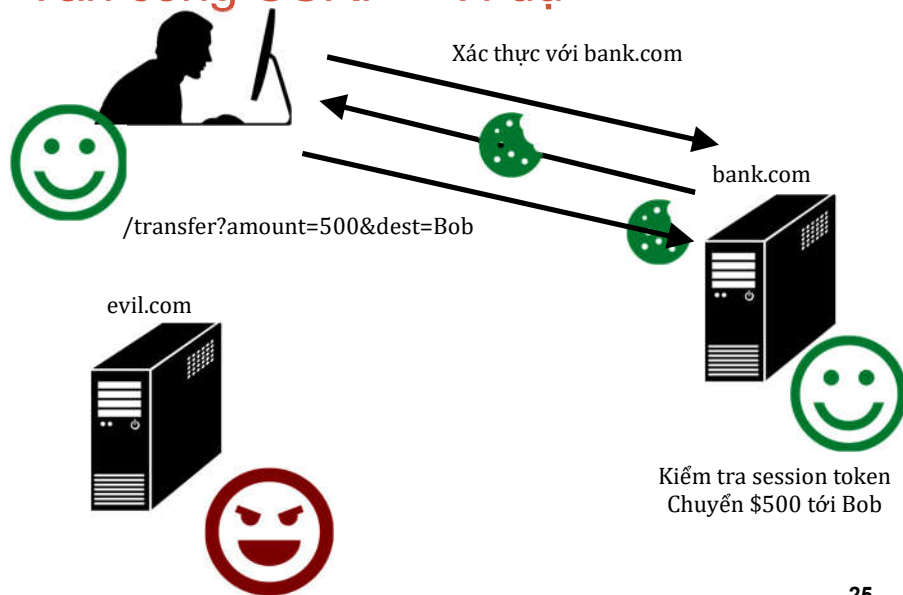 Xác thực với bank.com
bank.com
/transfer?amount=500&dest=Bob
evil.com
Kiểm tra session token
Chuyển $500 tới Bob
25